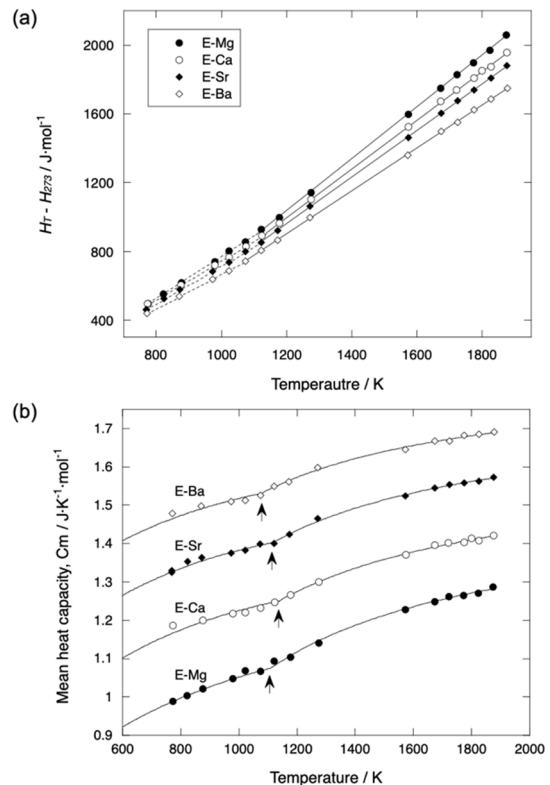 (a)
E-Mg
E-Ca
E-Sr
E-Ba
2000
1600
1200
800
400
H_T - H_273 / J·mol⁻¹
800 1000 1200 1400 1600 1800
Temperautre / K
(b)
1.7
1.6
1.5
1.4
1.3
1.2
1.1
1
0.9
Mean heat capacity, Cm / J·K⁻¹·mol⁻¹
E-Ba
E-Sr
E-Ca
E-Mg
600 800 1000 1200 1400 1600 1800 2000
Temperature / K